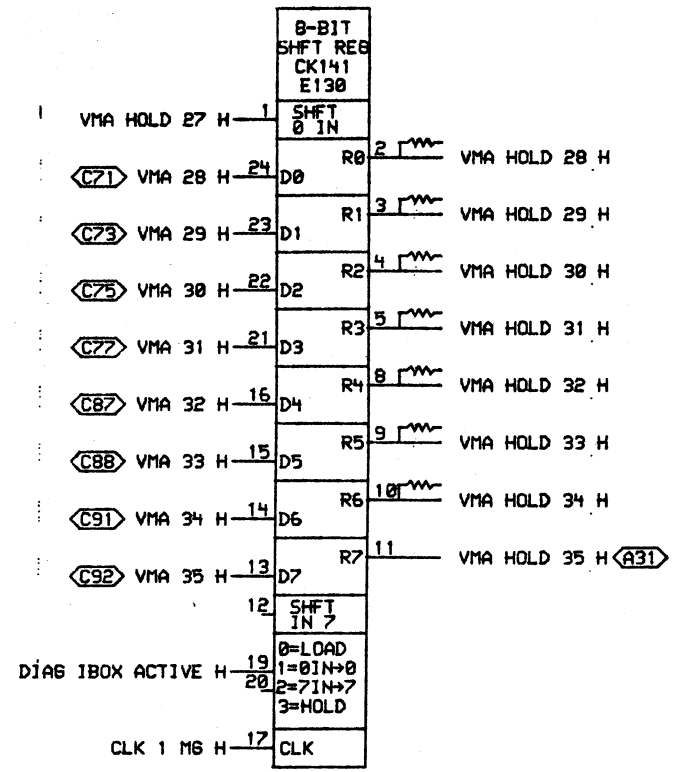 8-BIT
SHFT REG
CK141
E130
VMA HOLD 27 H 1 SHFT
0 IN
R0 2 VMA HOLD 28 H
C71 VMA 28 H 24 D0
R1 3 VMA HOLD 29 H
C73 VMA 29 H 23 D1
R2 4 VMA HOLD 30 H
C75 VMA 30 H 22 D2
R3 5 VMA HOLD 31 H
C77 VMA 31 H 21 D3
R4 8 VMA HOLD 32 H
C87 VMA 32 H 16 D4
R5 9 VMA HOLD 33 H
C88 VMA 33 H 15 D5
R6 10 VMA HOLD 34 H
C91 VMA 34 H 14 D6
R7 11 VMA HOLD 35 H A31
C92 VMA 35 H 13 D7
12 SHFT
IN 7
0=LOAD
DIAG IBOX ACTIVE H 19 1=0IN→0
20 2=7IN→7
3=HOLD
CLK 1 MG H 17 CLK